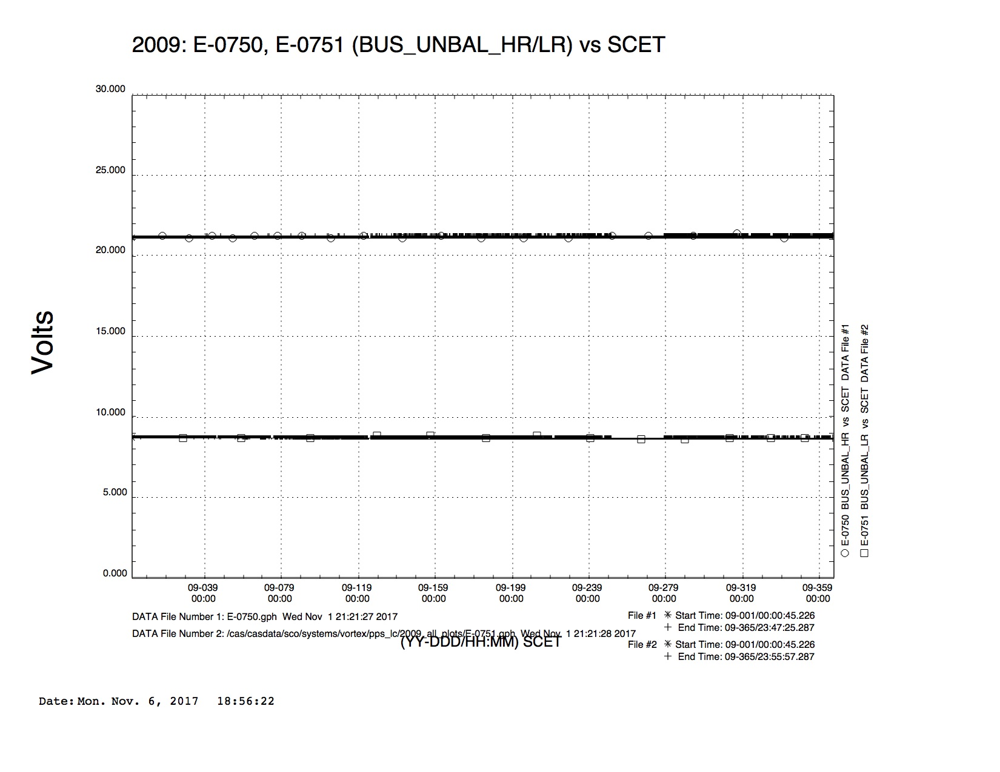 2009: E-0750, E-0751 (BUS_UNBAL_HR/LR) vs SCET
30.000
25.000
20.000
15.000
10.000
5.000
0.000
Volts
09-039 09-079 09-119 09-159 09-199 09-239 09-279 09-319 09-359
00:00 00:00 00:00 00:00 00:00 00:00 00:00 00:00 00:00
E-0750 BUS_UNBAL_HR vs SCET DATA File #1
E-0751 BUS_UNBAL_LR vs SCET DATA File #2
DATA File Number 1: E-0750.gph Wed Nov 1 21:21:27 2017
DATA File Number 2: /cas/casdata/sco/systems/vortex/pps_lc/2009_all_plots/E-0751.gph Wed Nov 1 21:21:28 2017
(YY-DDD/HH:MM) SCET
File #1 * Start Time: 09-001/00:00:45.226
+ End Time: 09-365/23:47:25.287
File #2 * Start Time: 09-001/00:00:45.226
+ End Time: 09-365/23:55:57.287
Date: Mon. Nov. 6, 2017 18:56:22